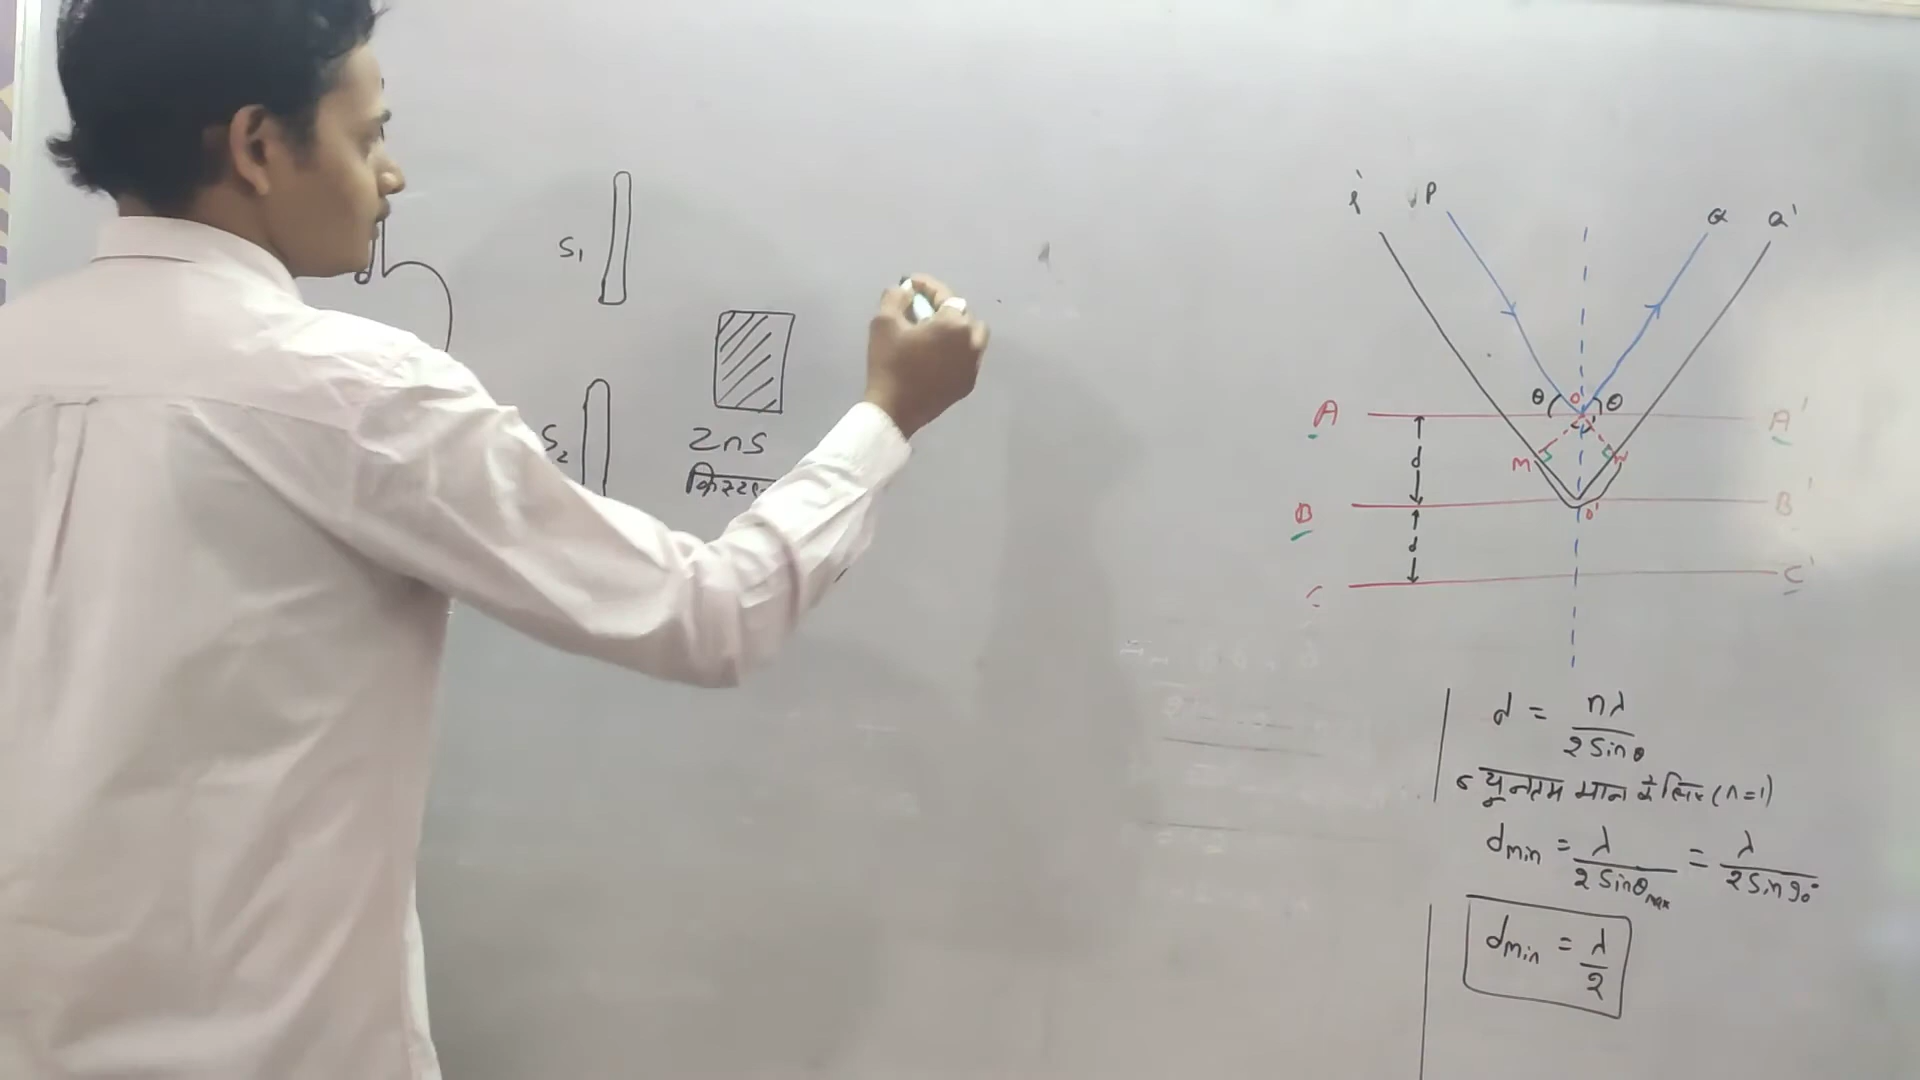 S₁
S₂
ZnS
P
Q
Q'
θ
O
θ
A
A'
d
M
N
B
B'
O'
d
C
C'
d = nλ / 2 Sinθ
न्यूनतम मान के लिए (n=1)
dmin = λ / 2 Sinθmax = λ / 2 Sin90°
dmin = λ / 2